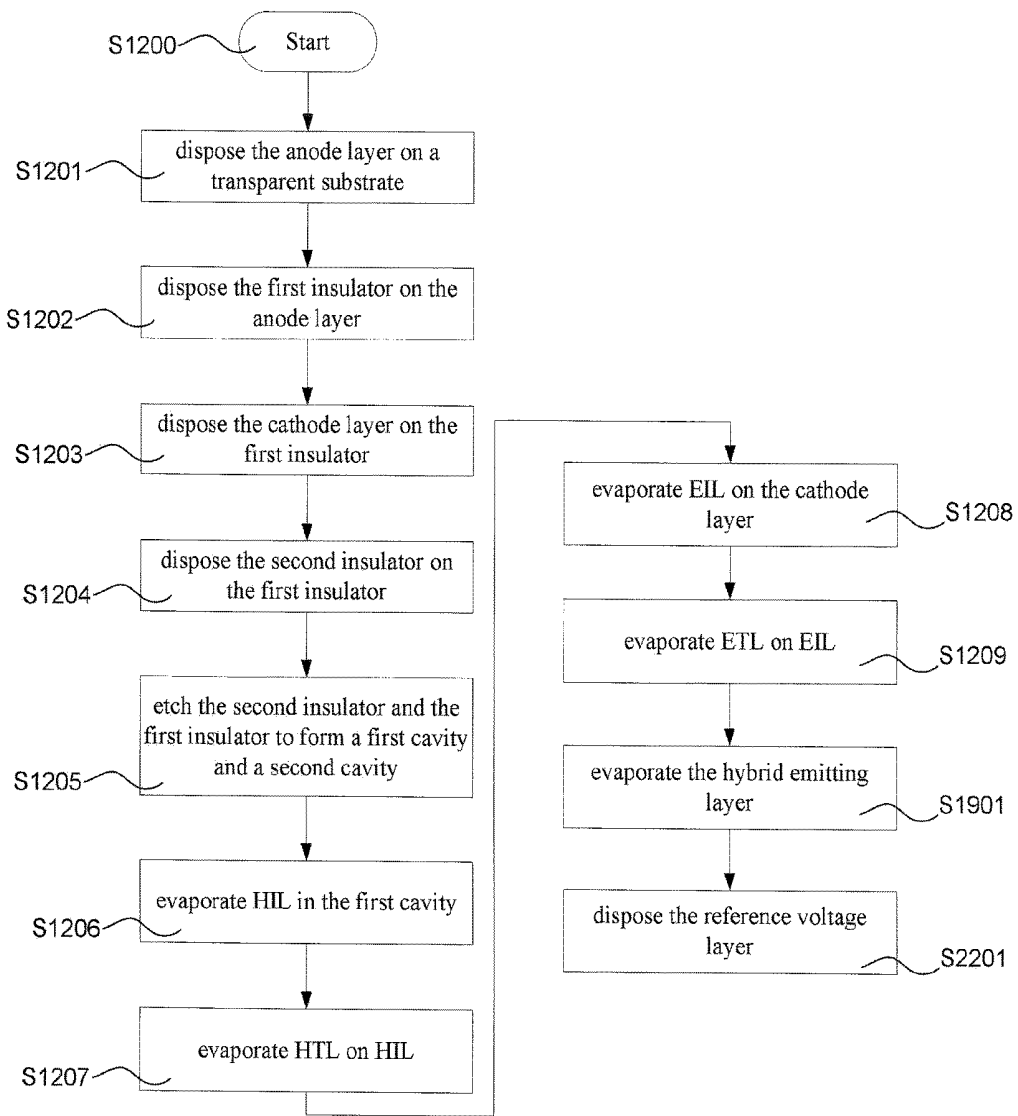 S1200
Start
S1201
dispose the anode layer on a
transparent substrate
S1202
dispose the first insulator on the
anode layer
S1203
dispose the cathode layer on the
first insulator
S1204
dispose the second insulator on
the first insulator
S1205
etch the second insulator and the
first insulator to form a first cavity
and a second cavity
S1206
evaporate HIL in the first cavity
S1207
evaporate HTL on HIL
evaporate EIL on the cathode
layer
S1208
evaporate ETL on EIL
S1209
evaporate the hybrid emitting
layer
S1901
dispose the reference voltage
layer
S2201